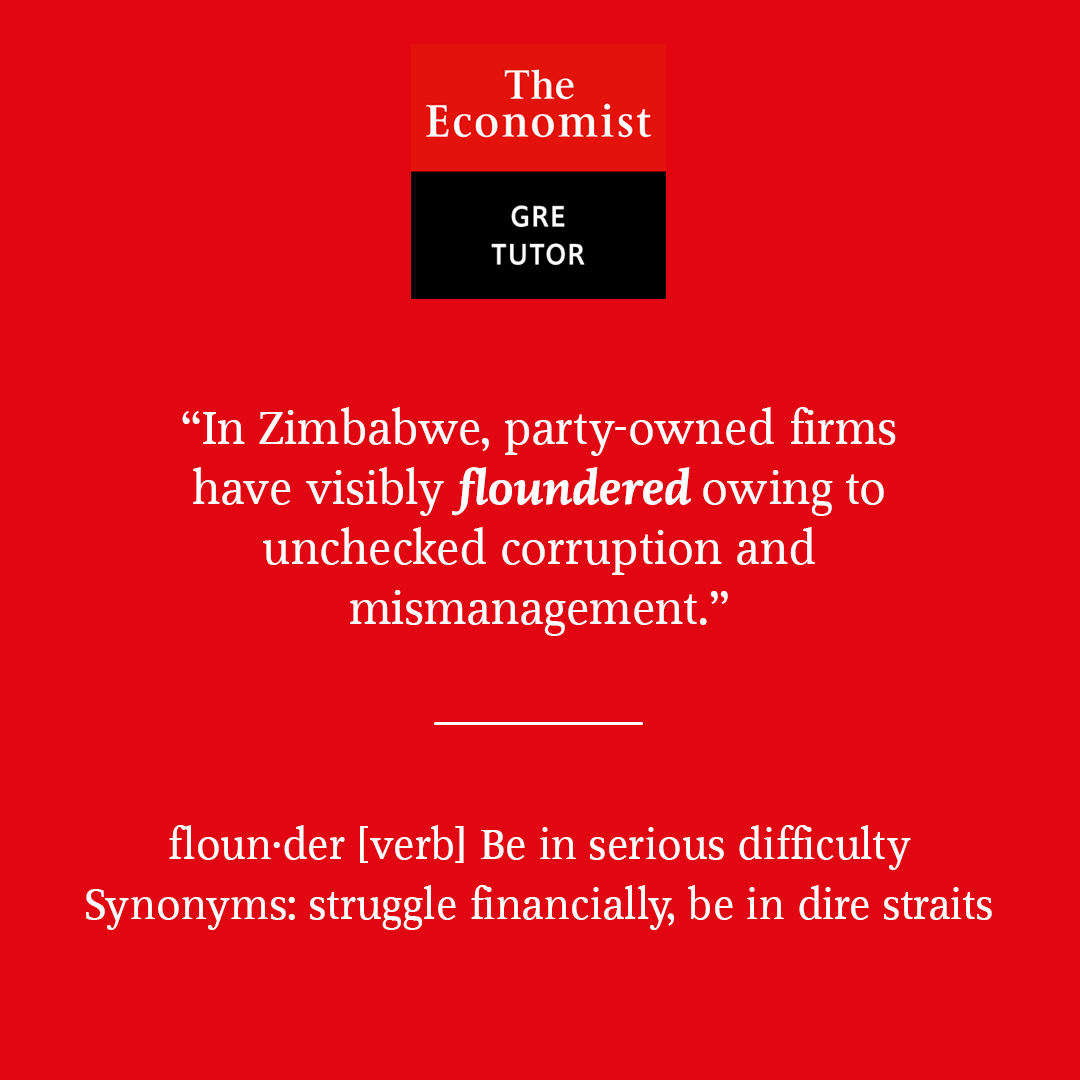 The
Economist
GRE
TUTOR
“In Zimbabwe, party-owned firms
have visibly floundered owing to
unchecked corruption and
mismanagement.”
floun·der [verb] Be in serious difficulty
Synonyms: struggle financially, be in dire straits